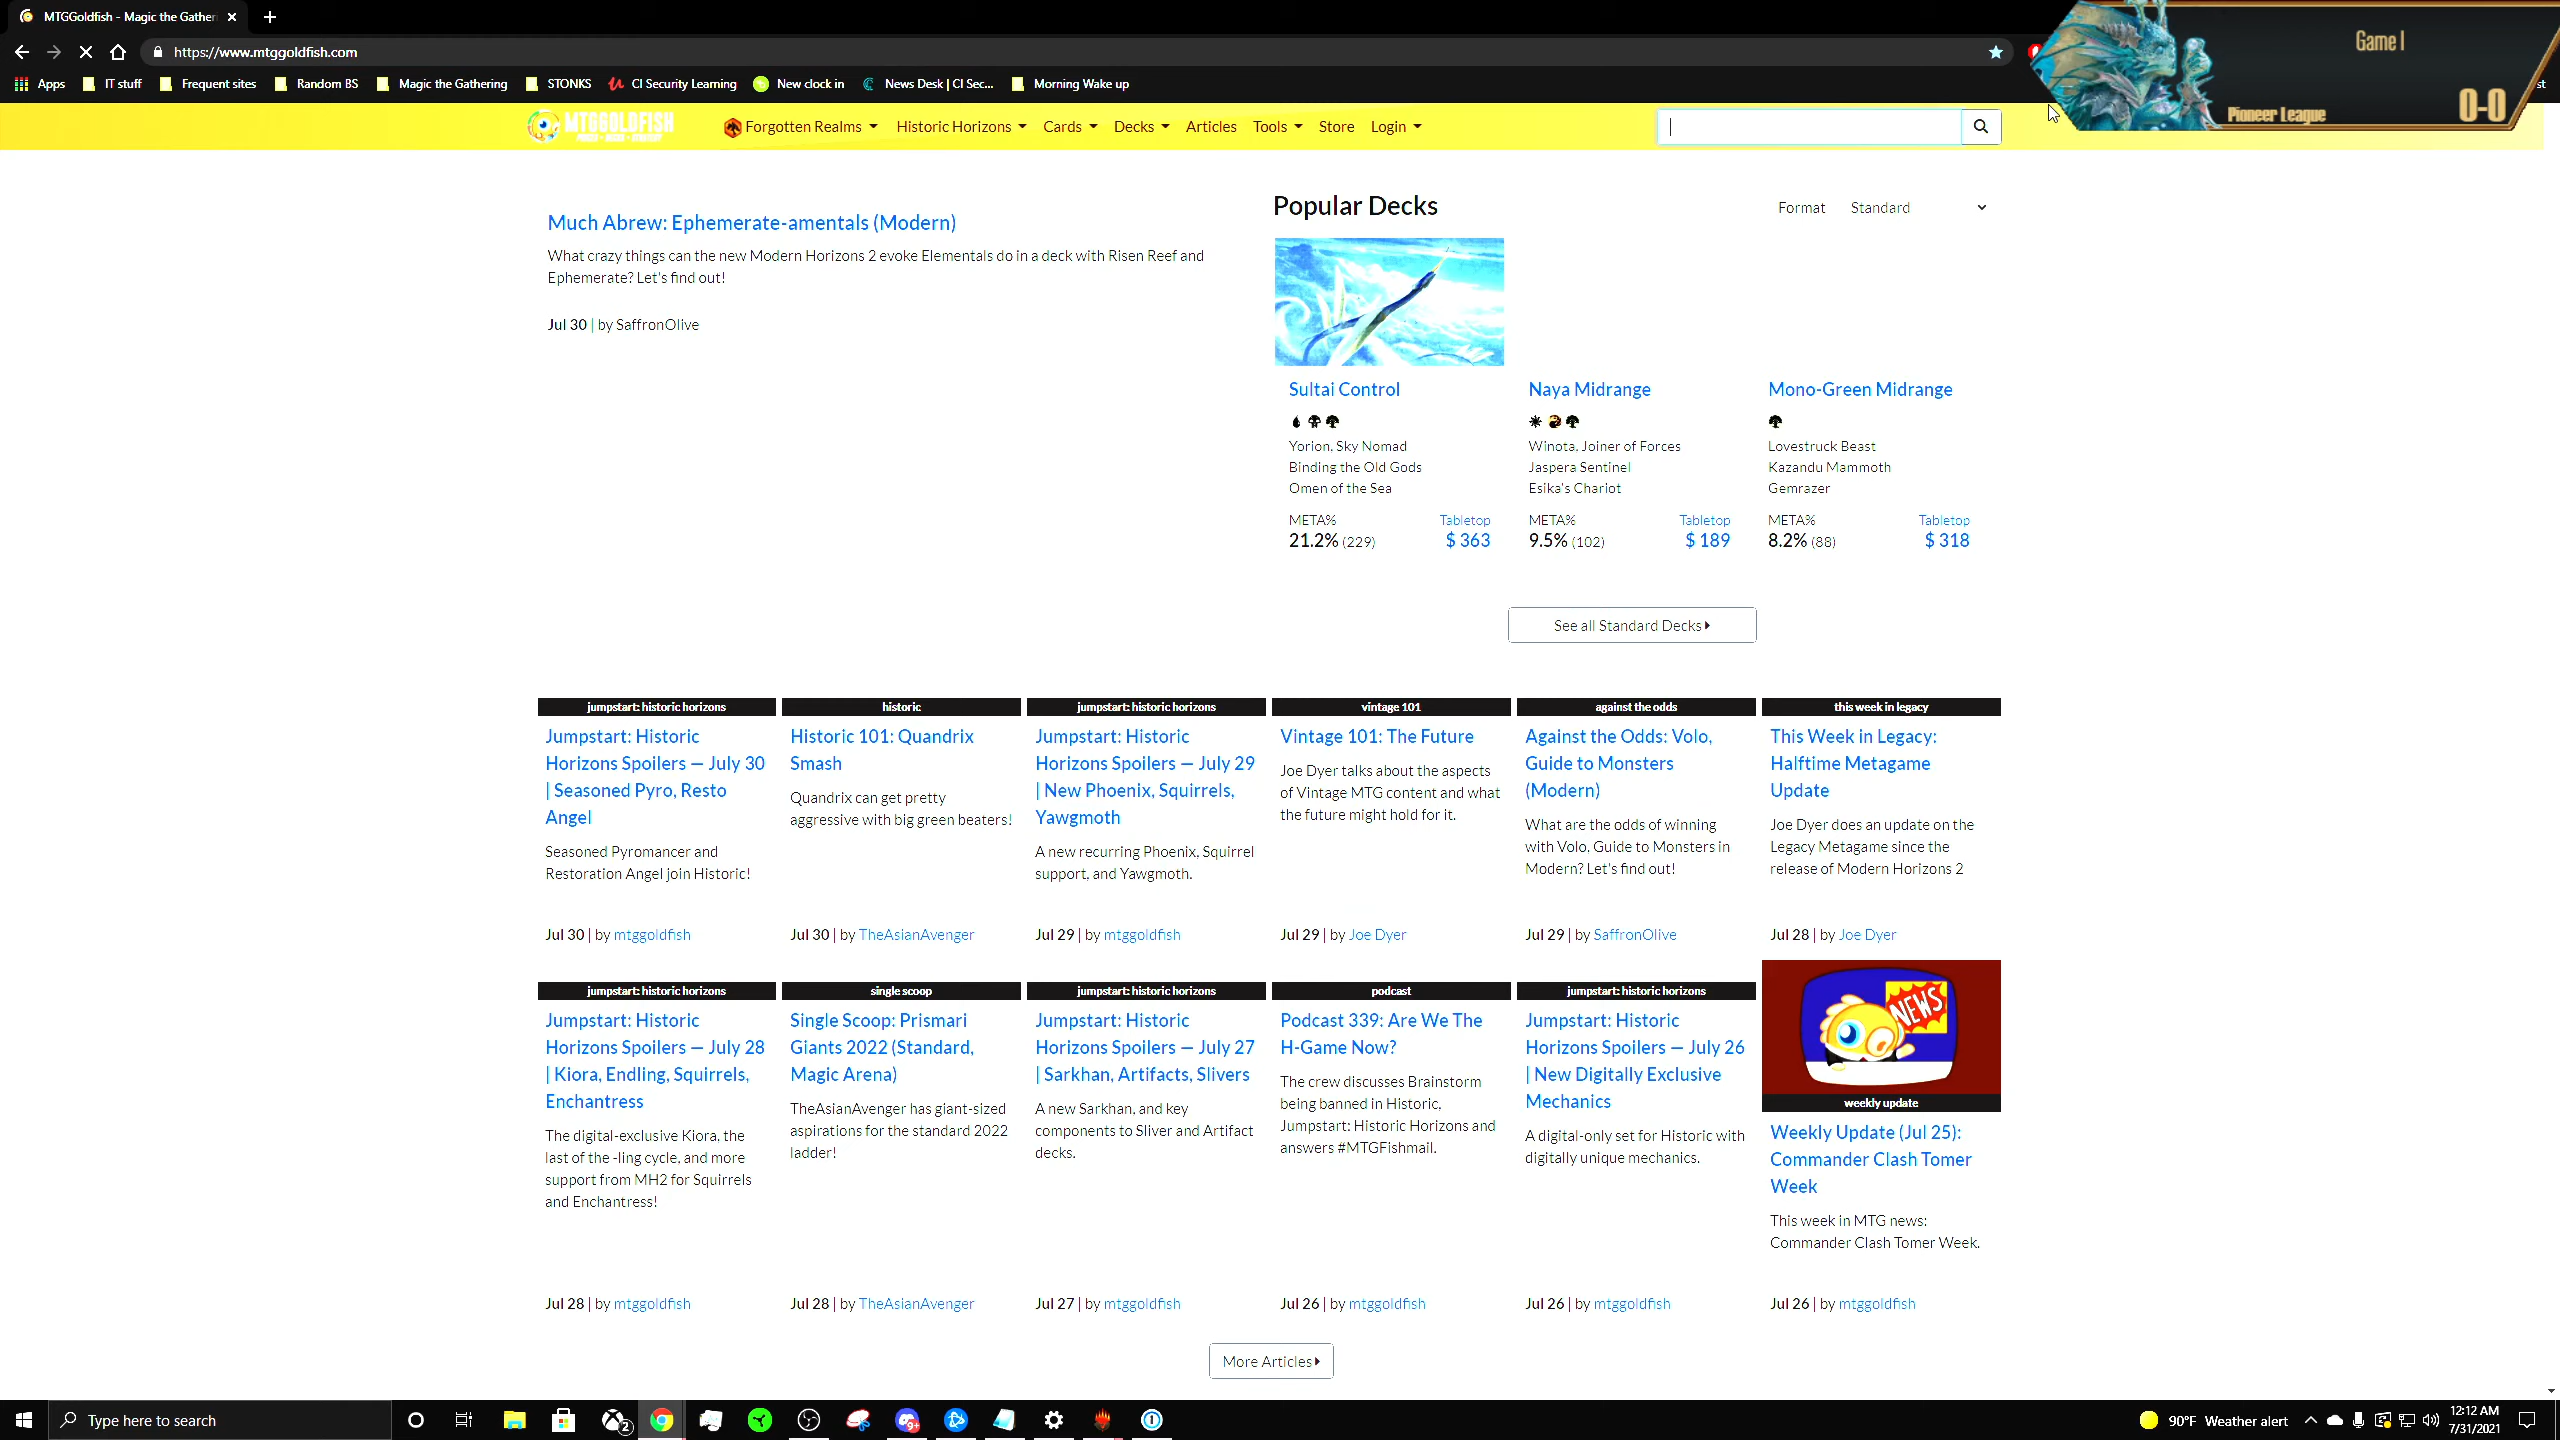 MTGGoldfish - Magic the Gather
https://www.mtggoldfish.com
Apps
IT stuff
Frequent sites
Random BS
Magic the Gathering
STONKS
CI Security Learning
New clock in
News Desk | CI Sec...
Morning Wake up
Game 1
Pioneer League
0-0
MTGGOLDFISH
Forgotten Realms
Historic Horizons
Cards
Decks
Articles
Tools
Store
Login
Much Abrew: Ephemerate-amentals (Modern)
What crazy things can the new Modern Horizons 2 evoke Elementals do in a deck with Risen Reef and
Ephemerate? Let's find out!
Jul 30 | by SaffronOlive
Popular Decks
Format Standard
Sultai Control
Yorion, Sky Nomad
Binding the Old Gods
Omen of the Sea
META% Tabletop
21.2% (229) $ 363
Naya Midrange
Winota, Joiner of Forces
Jaspera Sentinel
Esika's Chariot
META% Tabletop
9.5% (102) $ 189
Mono-Green Midrange
Lovestruck Beast
Kazandu Mammoth
Gemrazer
META% Tabletop
8.2% (88) $ 318
See all Standard Decks
jumpstart: historic horizons
Jumpstart: Historic
Horizons Spoilers — July 30
| Seasoned Pyro, Resto
Angel
Seasoned Pyromancer and
Restoration Angel join Historic!
Jul 30 | by mtggoldfish
historic
Historic 101: Quandrix
Smash
Quandrix can get pretty
aggressive with big green beaters!
Jul 30 | by TheAsianAvenger
jumpstart: historic horizons
Jumpstart: Historic
Horizons Spoilers — July 29
| New Phoenix, Squirrels,
Yawgmoth
A new recurring Phoenix, Squirrel
support, and Yawgmoth.
Jul 29 | by mtggoldfish
vintage 101
Vintage 101: The Future
Joe Dyer talks about the aspects
of Vintage MTG content and what
the future might hold for it.
Jul 29 | by Joe Dyer
against the odds
Against the Odds: Volo,
Guide to Monsters
(Modern)
What are the odds of winning
with Volo, Guide to Monsters in
Modern? Let's find out!
Jul 29 | by SaffronOlive
this week in legacy
This Week in Legacy:
Halftime Metagame
Update
Joe Dyer does an update on the
Legacy Metagame since the
release of Modern Horizons 2
Jul 28 | by Joe Dyer
jumpstart: historic horizons
Jumpstart: Historic
Horizons Spoilers — July 28
| Kiora, Endling, Squirrels,
Enchantress
The digital-exclusive Kiora, the
last of the -ling cycle, and more
support from MH2 for Squirrels
and Enchantress!
Jul 28 | by mtggoldfish
single scoop
Single Scoop: Prismari
Giants 2022 (Standard,
Magic Arena)
TheAsianAvenger has giant-sized
aspirations for the standard 2022
ladder!
Jul 28 | by TheAsianAvenger
jumpstart: historic horizons
Jumpstart: Historic
Horizons Spoilers — July 27
| Sarkhan, Artifacts, Slivers
A new Sarkhan, and key
components to Sliver and Artifact
decks.
Jul 27 | by mtggoldfish
podcast
Podcast 339: Are We The
H-Game Now?
The crew discusses Brainstorm
being banned in Historic,
Jumpstart: Historic Horizons and
answers #MTGFishmail.
Jul 26 | by mtggoldfish
jumpstart: historic horizons
Jumpstart: Historic
Horizons Spoilers — July 26
| New Digitally Exclusive
Mechanics
A digital-only set for Historic with
digitally unique mechanics.
Jul 26 | by mtggoldfish
NEWS
weekly update
Weekly Update (Jul 25):
Commander Clash Tomer
Week
This week in MTG news:
Commander Clash Tomer Week.
Jul 26 | by mtggoldfish
More Articles
Type here to search
90°F Weather alert
12:12 AM
7/31/2021